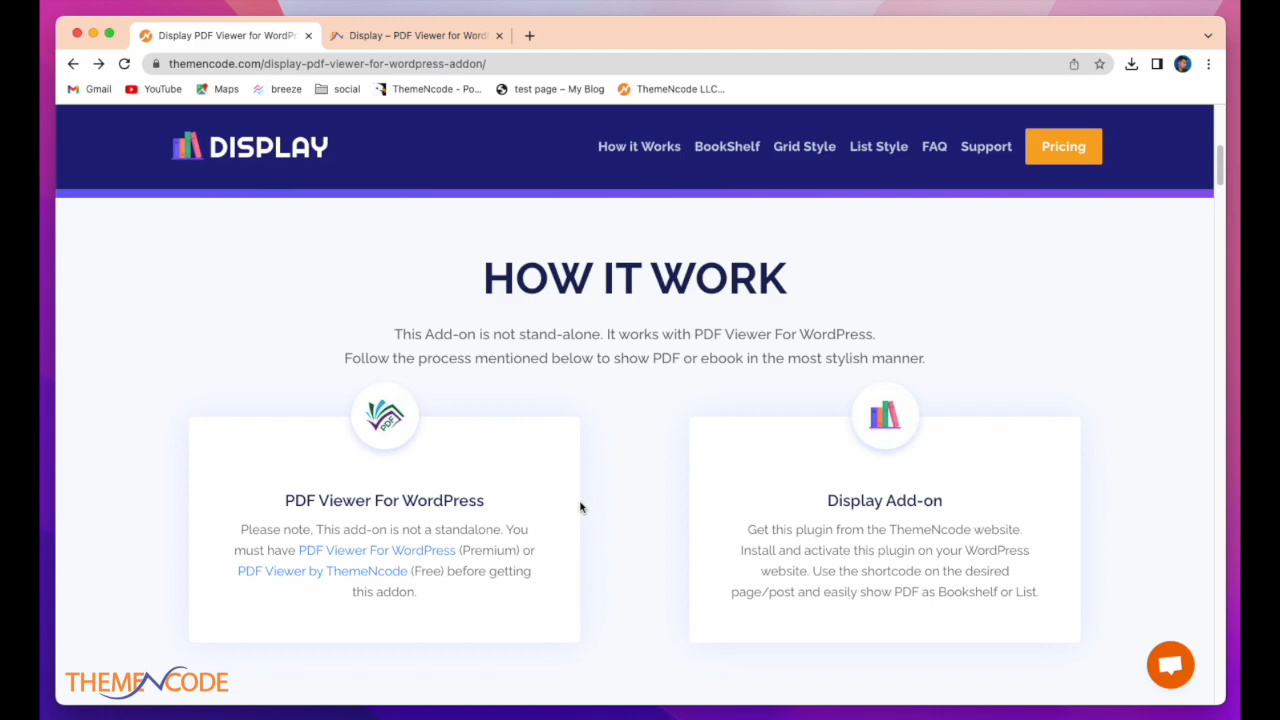 Display PDF Viewer for WordPr
Display – PDF Viewer for Word
themencode.com/display-pdf-viewer-for-wordpress-addon/
Gmail
YouTube
Maps
breeze
social
ThemeNcode - Po...
test page – My Blog
ThemeNcode LLC...
DISPLAY
How it Works
BookShelf
Grid Style
List Style
FAQ
Support
Pricing
HOW IT WORK
This Add-on is not stand-alone. It works with PDF Viewer For WordPress.
Follow the process mentioned below to show PDF or ebook in the most stylish manner.
PDF
PDF Viewer For WordPress
Please note, This add-on is not a standalone. You
must have PDF Viewer For WordPress (Premium) or
PDF Viewer by ThemeNcode (Free) before getting
this addon.
Display Add-on
Get this plugin from the ThemeNcode website.
Install and activate this plugin on your WordPress
website. Use the shortcode on the desired
page/post and easily show PDF as Bookshelf or List.
THEMENCODE